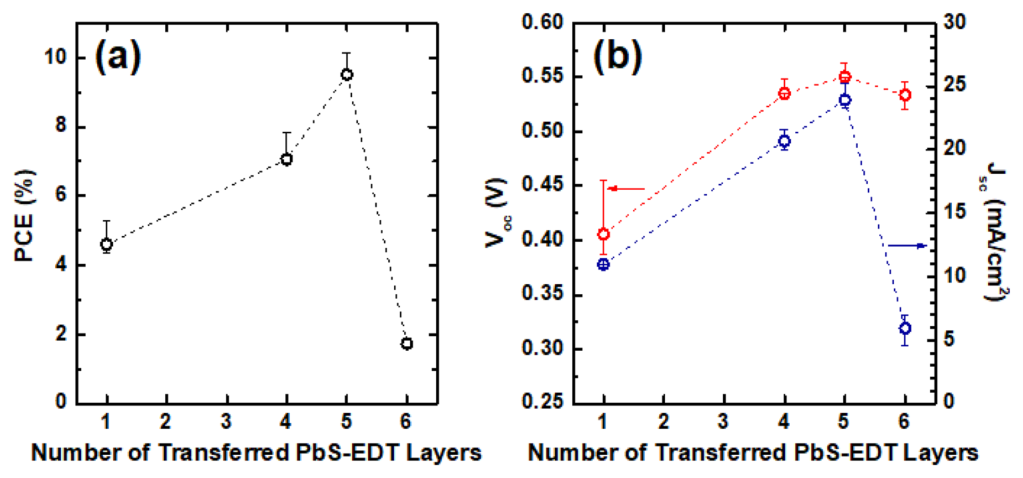 (a)
PCE (%)
10
8
6
4
2
0
1 2 3 4 5 6
Number of Transferred PbS-EDT Layers
(b)
V_oc (V)
0.60
0.55
0.50
0.45
0.40
0.35
0.30
0.25
1 2 3 4 5 6
Number of Transferred PbS-EDT Layers
30
25
20
15
10
5
0
J_sc (mA/cm²)